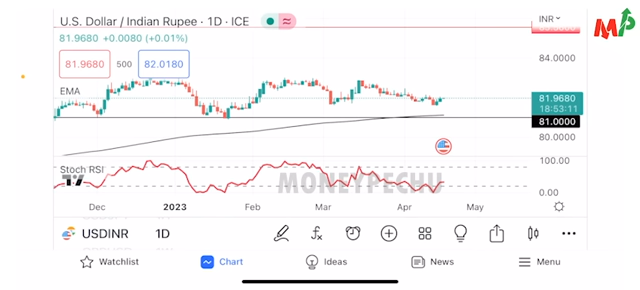 U.S. Dollar / Indian Rupee · 1D · ICE
INR
MP
81.9680 +0.0080 (+0.01%)
81.9680 500 82.0180
84.0000
EMA
81.9680
18:53:11
81.0000
80.0000
Stoch RSI
100.00
MONEYPECHU
0.00
Dec 2023 Feb Mar Apr May
USDINR 1D
Watchlist Chart Ideas News Menu